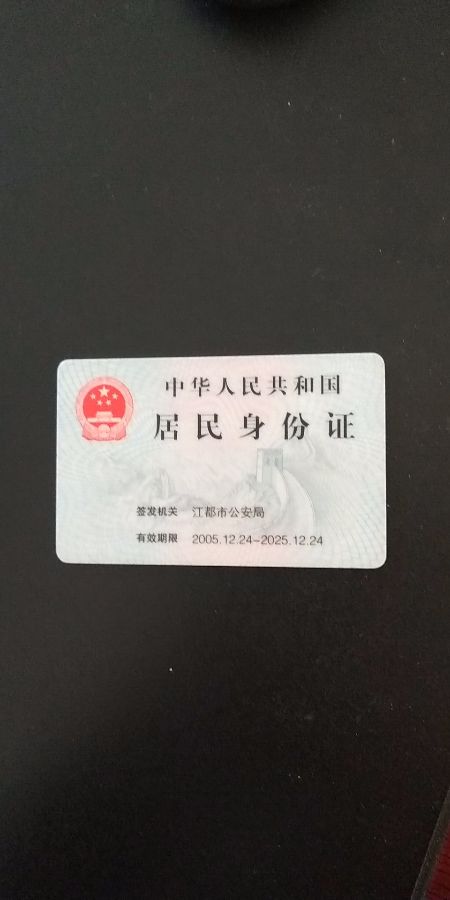 中华人民共和国
居民身份证
签发机关 江都市公安局
有效期限 2005.12.24-2025.12.24